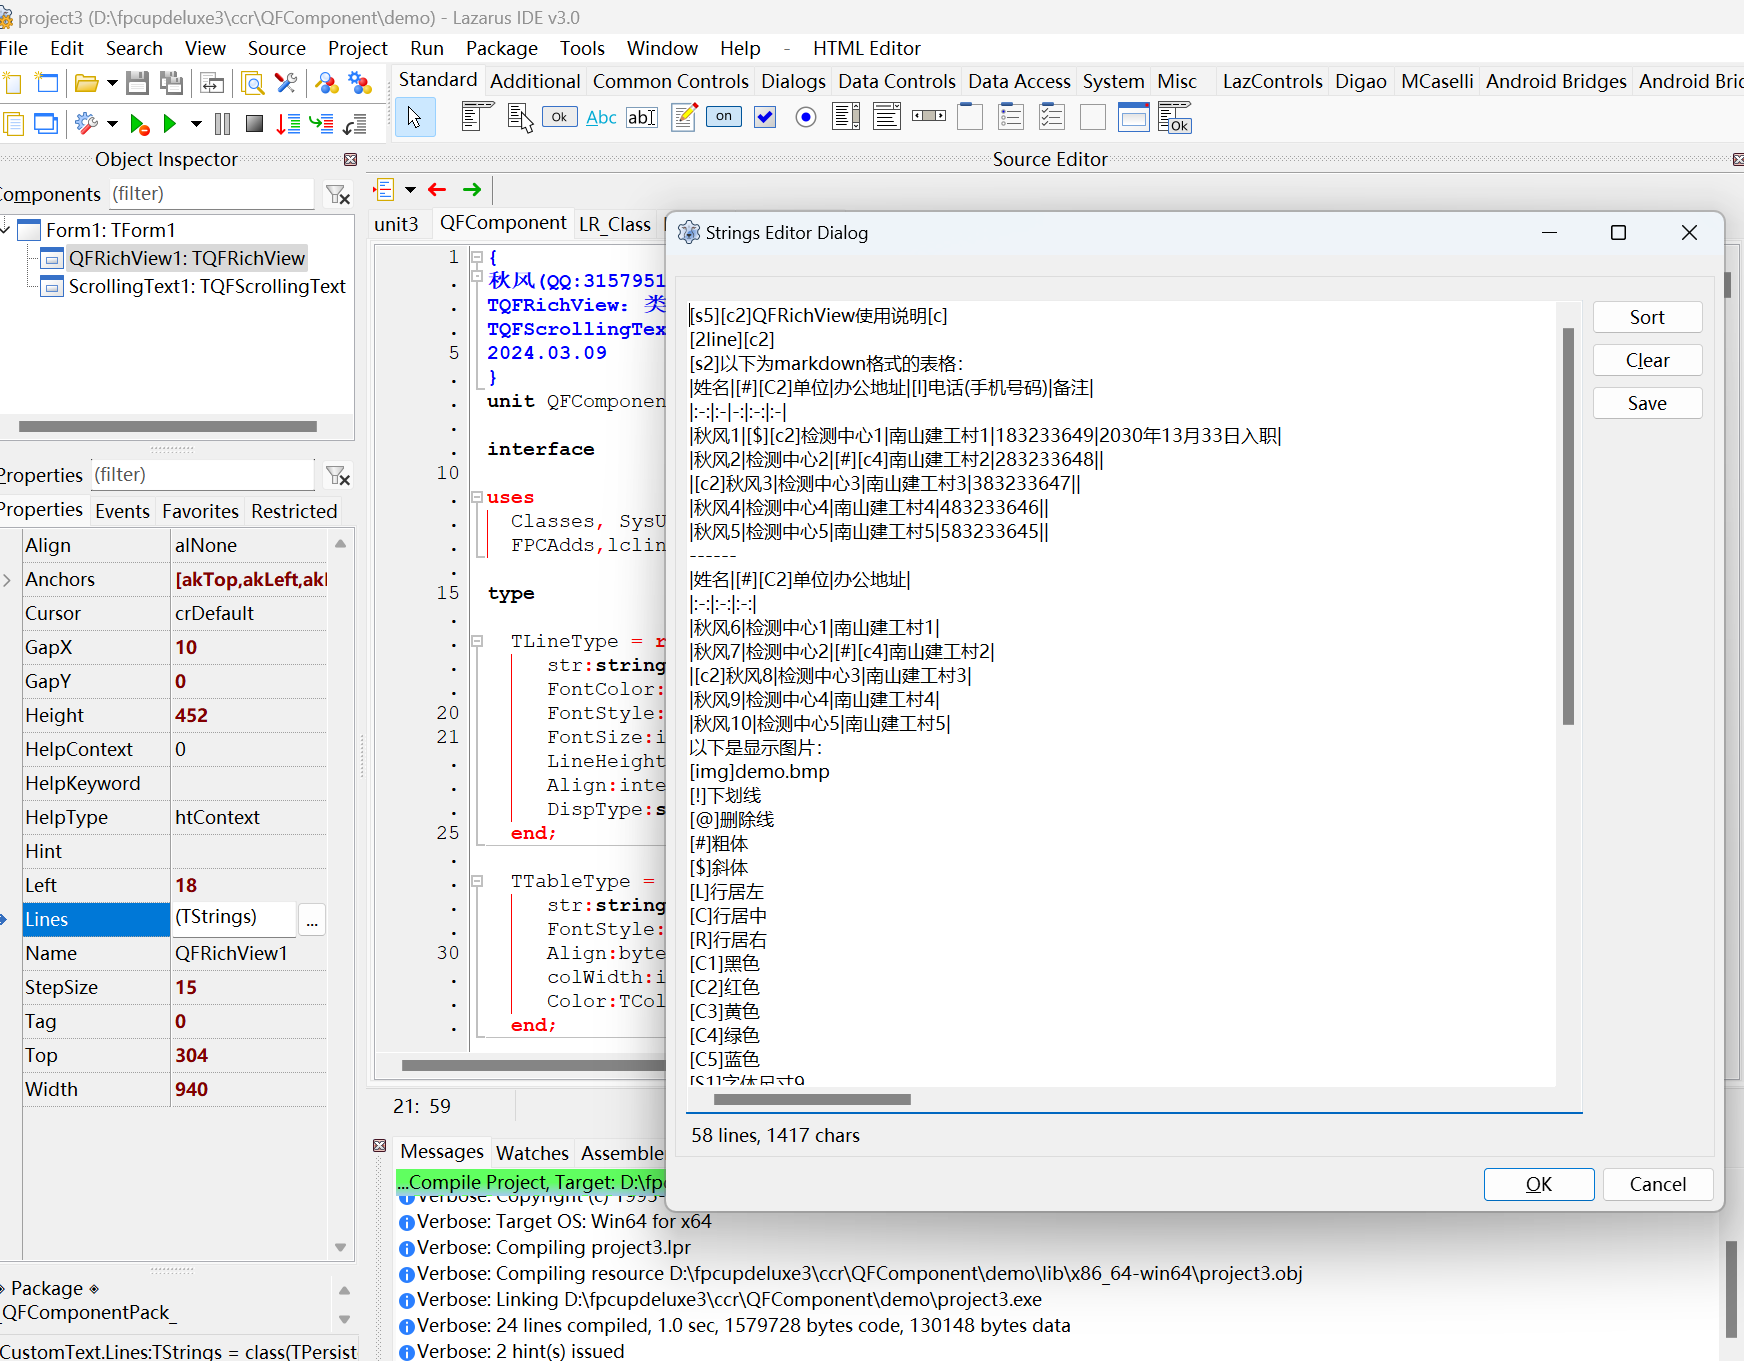 project3 (D:\fpcupdeluxe3\ccr\QFComponent\demo) - Lazarus IDE v3.0
File Edit Search View Source Project Run Package Tools Window Help - HTML Editor
Standard Additional Common Controls Dialogs Data Controls Data Access System Misc LazControls Digao MCaselli Android Bridges Android Bric
Ok Abc ab on Ok
Object Inspector
Components (filter)
Form1: TForm1
QFRichView1: TQFRichView
ScrollingText1: TQFScrollingText
Properties (filter)
Properties Events Favorites Restricted
Align alNone
Anchors [akTop,akLeft,akl
Cursor crDefault
GapX 10
GapY 0
Height 452
HelpContext 0
HelpKeyword
HelpType htContext
Hint
Left 18
Lines (TStrings) ...
Name QFRichView1
StepSize 15
Tag 0
Top 304
Width 940
Package
QFComponentPack_
CustomText.Lines:TStrings = class(TPersist
Source Editor
unit3 QFComponent LR_Class
1 {
秋风(QQ:3157951
TQFRichView: 类
TQFScrollingTex
5 2024.03.09
}
unit QFComponen
interface
10
uses
Classes, SysU
FPCAdds,lclin
15 type
TLineType = r
str:string
FontColor:
20 FontStyle:
21 FontSize:i
LineHeight
Align:inte
DispType:s
25 end;
TTableType =
str:string
FontStyle:
30 Align:byte
colWidth:i
Color:TCol
end;
21: 59
Strings Editor Dialog
[s5][c2]QFRichView使用说明[c]
[2line][c2]
[s2]以下为markdown格式的表格：
|姓名|[#][C2]单位|办公地址|[l]电话(手机号码)|备注|
|:-:|:-|-:|:-:|:-|
|秋风1|[$][c2]检测中心1|南山建工村1|183233649|2030年13月33日入职|
|秋风2|检测中心2|[#][c4]南山建工村2|283233648||
|[c2]秋风3|检测中心3|南山建工村3|383233647||
|秋风4|检测中心4|南山建工村4|483233646||
|秋风5|检测中心5|南山建工村5|583233645||
------
|姓名|[#][C2]单位|办公地址|
|:-:|:-:|:-:|
|秋风6|检测中心1|南山建工村1|
|秋风7|检测中心2|[#][c4]南山建工村2|
|[c2]秋风8|检测中心3|南山建工村3|
|秋风9|检测中心4|南山建工村4|
|秋风10|检测中心5|南山建工村5|
以下是显示图片：
[img]demo.bmp
[!]下划线
[@]删除线
[#]粗体
[$]斜体
[L]行居左
[C]行居中
[R]行居右
[C1]黑色
[C2]红色
[C3]黄色
[C4]绿色
[C5]蓝色
[S1]字体尺寸9
58 lines, 1417 chars
Sort
Clear
Save
OK Cancel
Messages Watches Assemble
...Compile Project, Target: D:\fpc
Verbose: Copyright (c) 1993-
Verbose: Target OS: Win64 for x64
Verbose: Compiling project3.lpr
Verbose: Compiling resource D:\fpcupdeluxe3\ccr\QFComponent\demo\lib\x86_64-win64\project3.obj
Verbose: Linking D:\fpcupdeluxe3\ccr\QFComponent\demo\project3.exe
Verbose: 24 lines compiled, 1.0 sec, 1579728 bytes code, 130148 bytes data
Verbose: 2 hint(s) issued